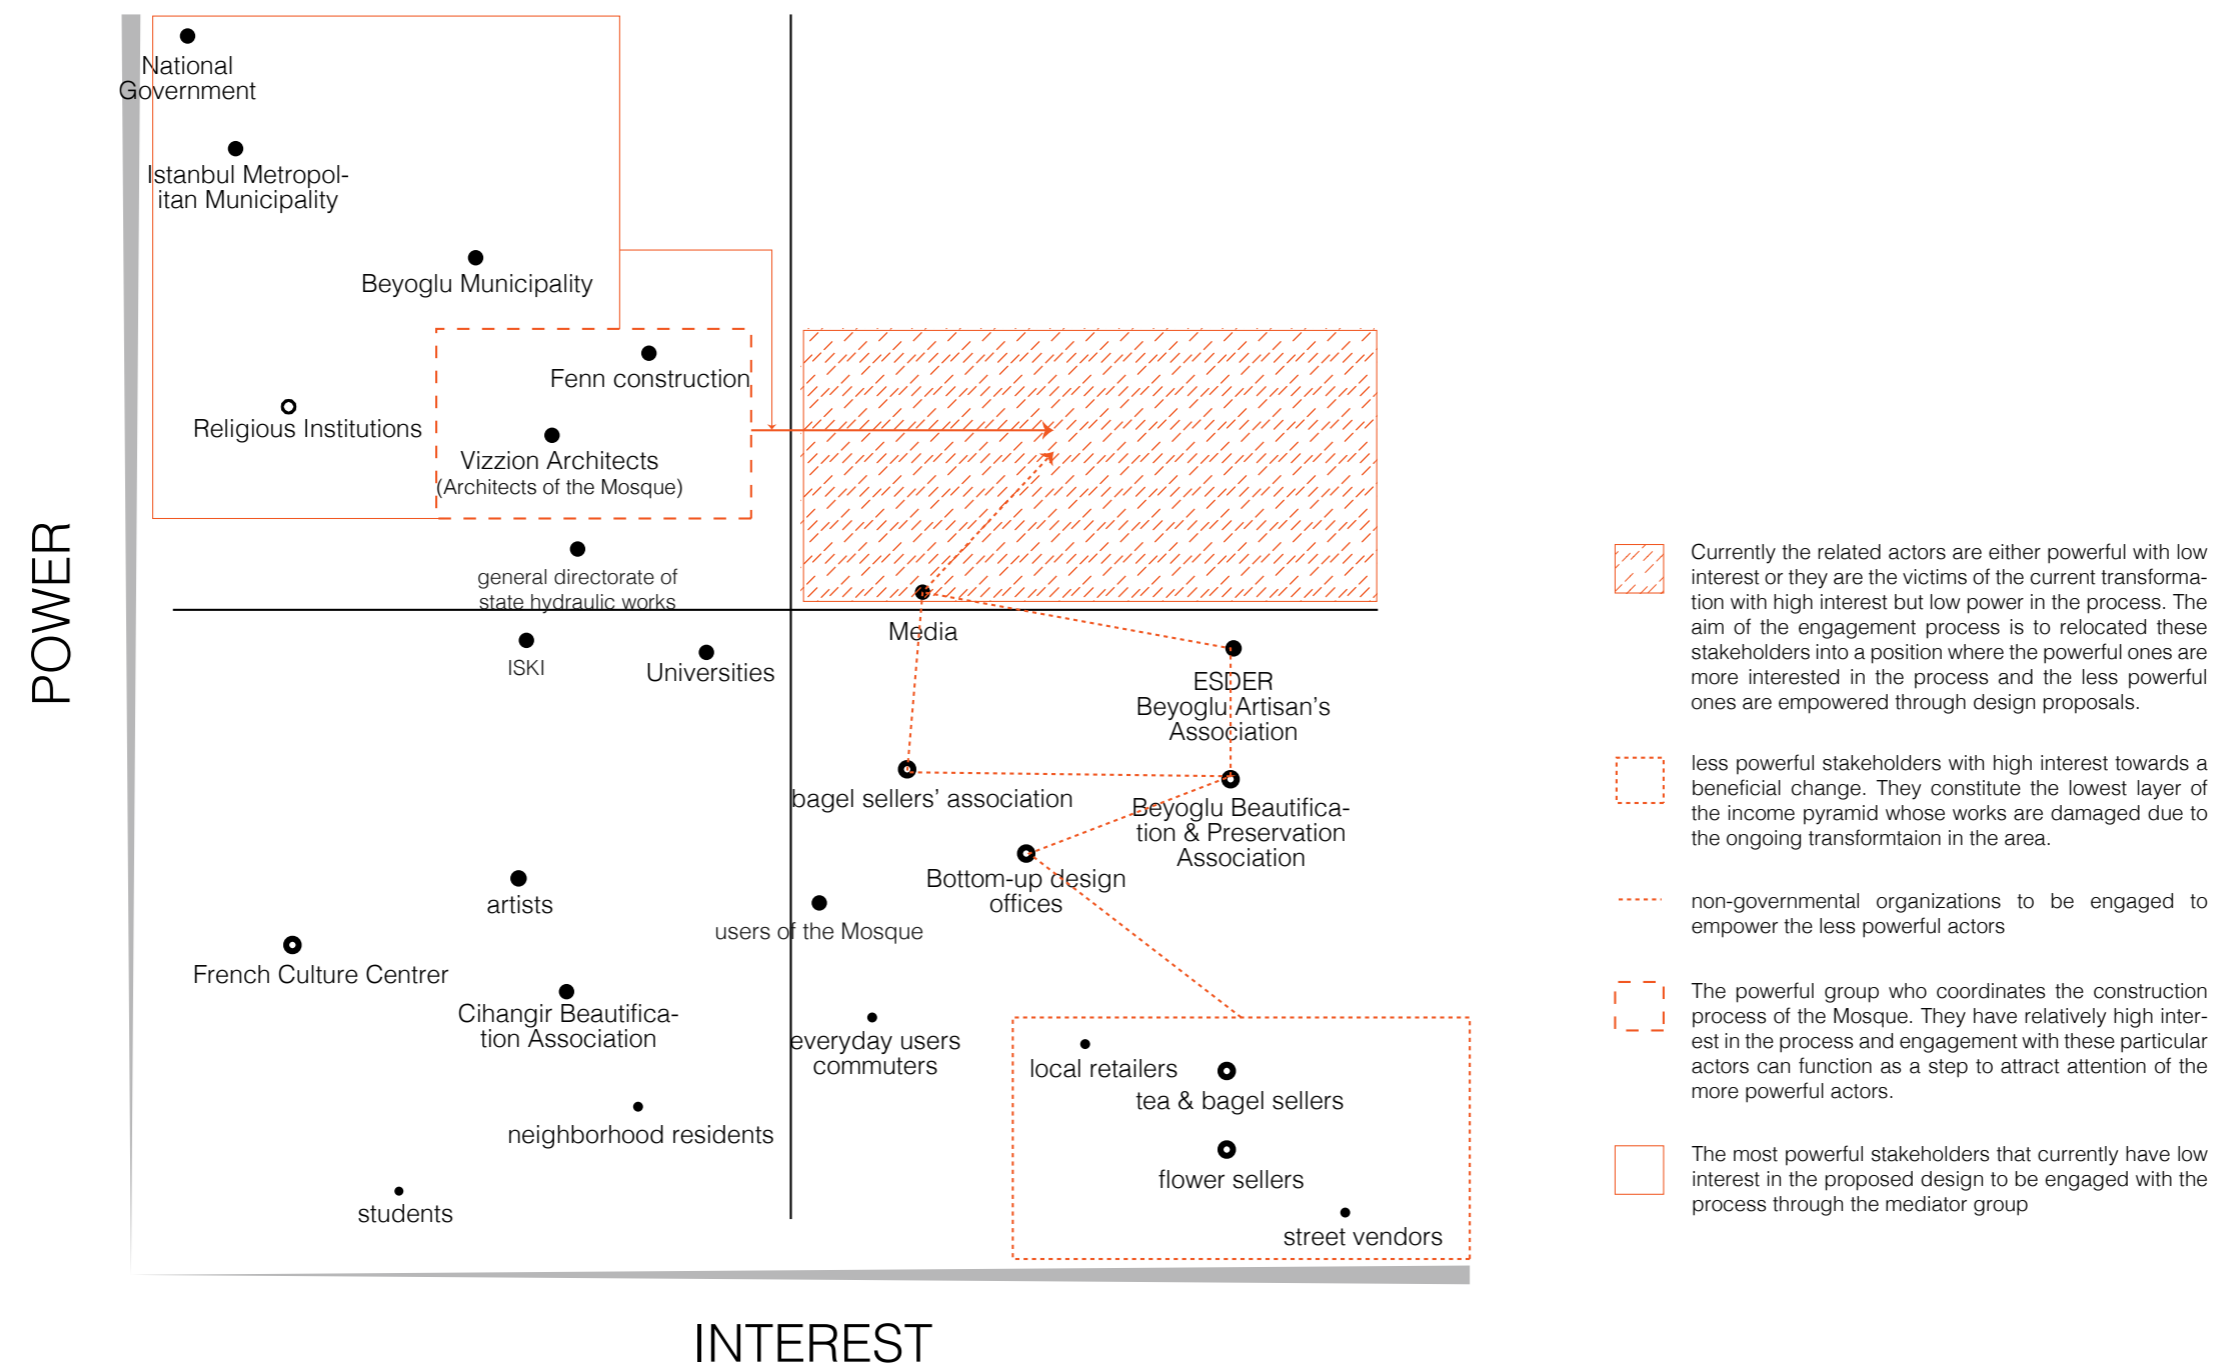 National
Government
Istanbul Metropol-
itan Municipality
Beyoglu Municipality
Fenn construction
Religious Institutions
Vizzion Architects
(Architects of the Mosque)
general directorate of
state hydraulic works
POWER
ISKI
Universities
Media
ESDER
Beyoglu Artisan's
Association
bagel sellers' association
Beyoglu Beautifica-
tion & Preservation
Association
Bottom-up design
offices
artists
users of the Mosque
French Culture Centrer
Cihangir Beautifica-
tion Association
everyday users
commuters
local retailers
tea & bagel sellers
neighborhood residents
flower sellers
students
street vendors
INTEREST
Currently the related actors are either powerful with low
interest or they are the victims of the current transforma-
tion with high interest but low power in the process. The
aim of the engagement process is to relocated these
stakeholders into a position where the powerful ones are
more interested in the process and the less powerful
ones are empowered through design proposals.
less powerful stakeholders with high interest towards a
beneficial change. They constitute the lowest layer of
the income pyramid whose works are damaged due to
the ongoing transformtaion in the area.
non-governmental organizations to be engaged to
empower the less powerful actors
The powerful group who coordinates the construction
process of the Mosque. They have relatively high inter-
est in the process and engagement with these particular
actors can function as a step to attract attention of the
more powerful actors.
The most powerful stakeholders that currently have low
interest in the proposed design to be engaged with the
process through the mediator group